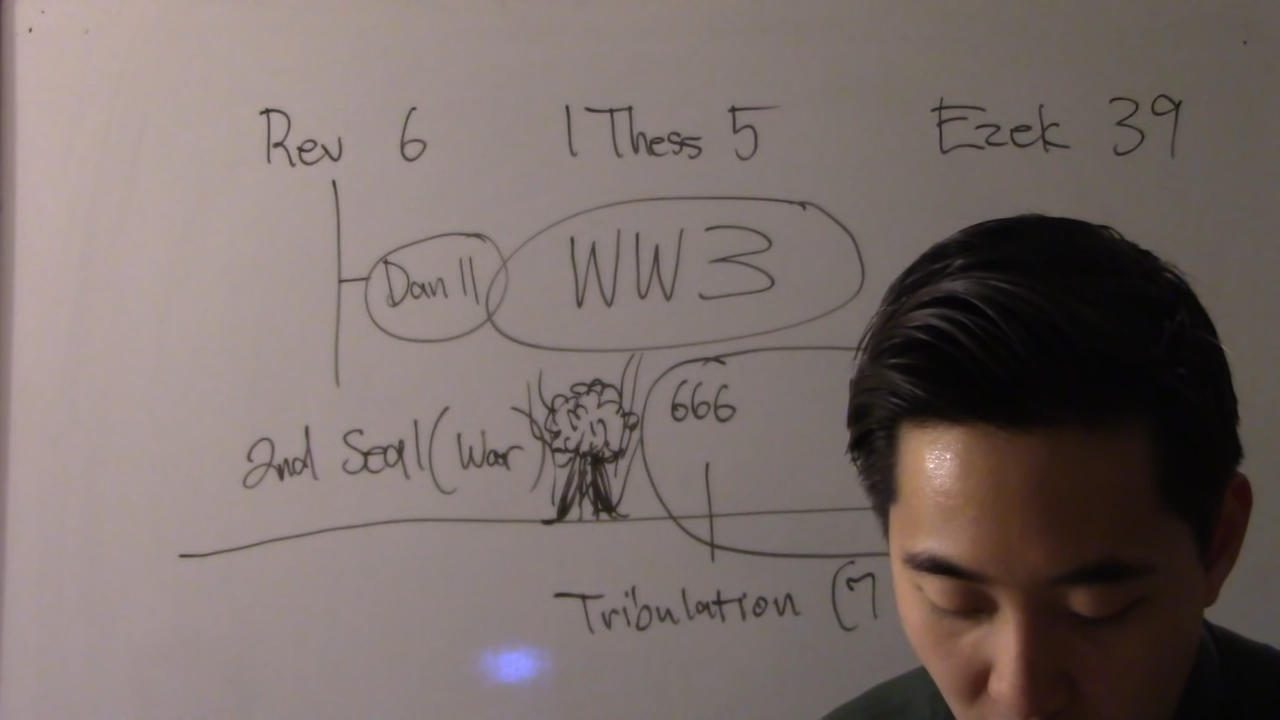 Rev 6 1 Thess 5 Ezek 39
Dan 11 WW3
666
2nd Seal (War)
Tribulation (7